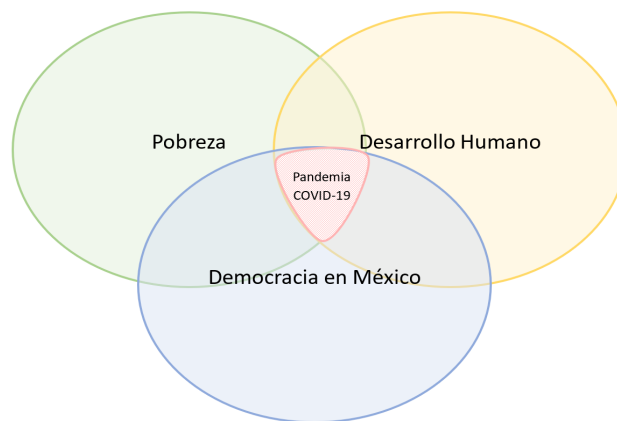 Pobreza
Desarrollo Humano
Pandemia
COVID-19
Democracia en México